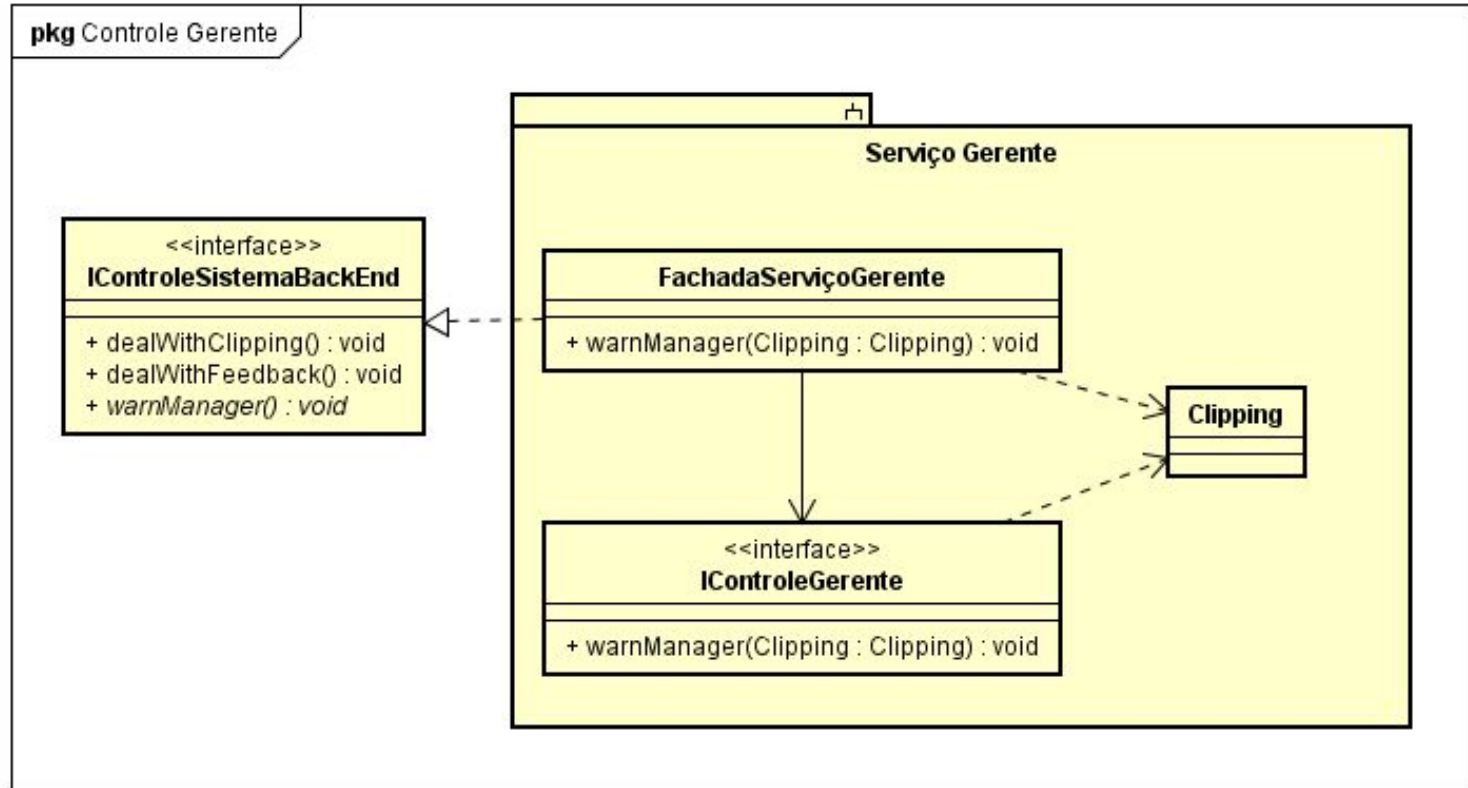 pkg Controle Gerente
Serviço Gerente
<<interface>>
IControleSistemaBackEnd
+ dealWithClipping() : void
+ dealWithFeedback() : void
+ warnManager() : void
FachadaServiçoGerente
+ warnManager(Clipping : Clipping) : void
Clipping
<<interface>>
IControleGerente
+ warnManager(Clipping : Clipping) : void